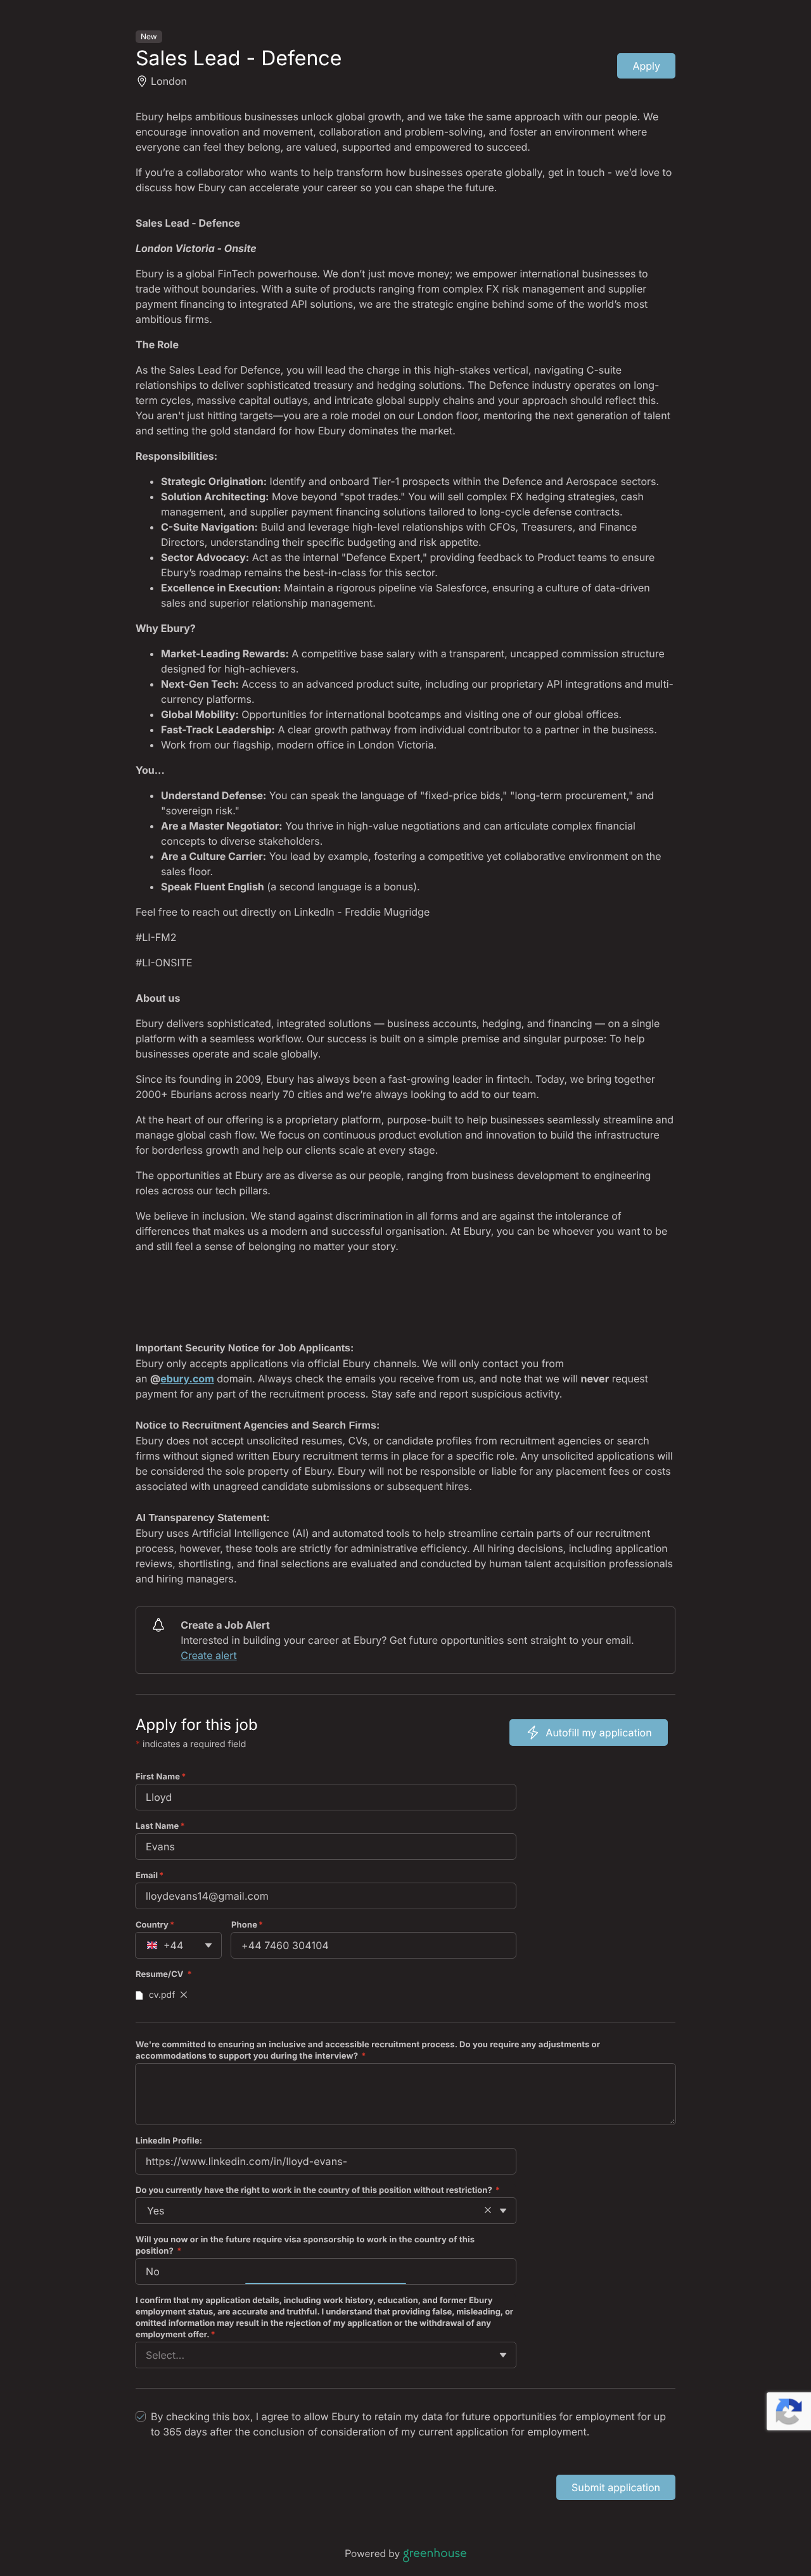 New
Sales Lead - Defence
Apply
London
Ebury helps ambitious businesses unlock global growth, and we take the same approach with our people. We
encourage innovation and movement, collaboration and problem-solving, and foster an environment where
everyone can feel they belong, are valued, supported and empowered to succeed.
If you’re a collaborator who wants to help transform how businesses operate globally, get in touch - we’d love to
discuss how Ebury can accelerate your career so you can shape the future.
Sales Lead - Defence
London Victoria - Onsite
Ebury is a global FinTech powerhouse. We don’t just move money; we empower international businesses to
trade without boundaries. With a suite of products ranging from complex FX risk management and supplier
payment financing to integrated API solutions, we are the strategic engine behind some of the world’s most
ambitious firms.
The Role
As the Sales Lead for Defence, you will lead the charge in this high-stakes vertical, navigating C-suite
relationships to deliver sophisticated treasury and hedging solutions. The Defence industry operates on long-
term cycles, massive capital outlays, and intricate global supply chains and your approach should reflect this.
You aren't just hitting targets—you are a role model on our London floor, mentoring the next generation of talent
and setting the gold standard for how Ebury dominates the market.
Responsibilities:
• Strategic Origination: Identify and onboard Tier-1 prospects within the Defence and Aerospace sectors.
• Solution Architecting: Move beyond "spot trades." You will sell complex FX hedging strategies, cash
management, and supplier payment financing solutions tailored to long-cycle defense contracts.
• C-Suite Navigation: Build and leverage high-level relationships with CFOs, Treasurers, and Finance
Directors, understanding their specific budgeting and risk appetite.
• Sector Advocacy: Act as the internal "Defence Expert," providing feedback to Product teams to ensure
Ebury’s roadmap remains the best-in-class for this sector.
• Excellence in Execution: Maintain a rigorous pipeline via Salesforce, ensuring a culture of data-driven
sales and superior relationship management.
Why Ebury?
• Market-Leading Rewards: A competitive base salary with a transparent, uncapped commission structure
designed for high-achievers.
• Next-Gen Tech: Access to an advanced product suite, including our proprietary API integrations and multi-
currency platforms.
• Global Mobility: Opportunities for international bootcamps and visiting one of our global offices.
• Fast-Track Leadership: A clear growth pathway from individual contributor to a partner in the business.
• Work from our flagship, modern office in London Victoria.
You...
• Understand Defense: You can speak the language of "fixed-price bids," "long-term procurement," and
"sovereign risk."
• Are a Master Negotiator: You thrive in high-value negotiations and can articulate complex financial
concepts to diverse stakeholders.
• Are a Culture Carrier: You lead by example, fostering a competitive yet collaborative environment on the
sales floor.
• Speak Fluent English (a second language is a bonus).
Feel free to reach out directly on LinkedIn - Freddie Mugridge
#LI-FM2
#LI-ONSITE
About us
Ebury delivers sophisticated, integrated solutions — business accounts, hedging, and financing — on a single
platform with a seamless workflow. Our success is built on a simple premise and singular purpose: To help
businesses operate and scale globally.
Since its founding in 2009, Ebury has always been a fast-growing leader in fintech. Today, we bring together
2000+ Eburians across nearly 70 cities and we’re always looking to add to our team.
At the heart of our offering is a proprietary platform, purpose-built to help businesses seamlessly streamline and
manage global cash flow. We focus on continuous product evolution and innovation to build the infrastructure
for borderless growth and help our clients scale at every stage.
The opportunities at Ebury are as diverse as our people, ranging from business development to engineering
roles across our tech pillars.
We believe in inclusion. We stand against discrimination in all forms and are against the intolerance of
differences that makes us a modern and successful organisation. At Ebury, you can be whoever you want to be
and still feel a sense of belonging no matter your story.
Important Security Notice for Job Applicants:
Ebury only accepts applications via official Ebury channels. We will only contact you from
an @ebury.com domain. Always check the emails you receive from us, and note that we will never request
payment for any part of the recruitment process. Stay safe and report suspicious activity.
Notice to Recruitment Agencies and Search Firms:
Ebury does not accept unsolicited resumes, CVs, or candidate profiles from recruitment agencies or search
firms without signed written Ebury recruitment terms in place for a specific role. Any unsolicited applications will
be considered the sole property of Ebury. Ebury will not be responsible or liable for any placement fees or costs
associated with unagreed candidate submissions or subsequent hires.
AI Transparency Statement:
Ebury uses Artificial Intelligence (AI) and automated tools to help streamline certain parts of our recruitment
process, however, these tools are strictly for administrative efficiency. All hiring decisions, including application
reviews, shortlisting, and final selections are evaluated and conducted by human talent acquisition professionals
and hiring managers.
Create a Job Alert
Interested in building your career at Ebury? Get future opportunities sent straight to your email.
Create alert
Apply for this job
Autofill my application
* indicates a required field
First Name*
Lloyd
Last Name*
Evans
Email*
lloydevans14@gmail.com
Country* Phone*
+44 +44 7460 304104
Resume/CV *
cv.pdf
We're committed to ensuring an inclusive and accessible recruitment process. Do you require any adjustments or
accommodations to support you during the interview? *
LinkedIn Profile:
https://www.linkedin.com/in/lloyd-evans-
Do you currently have the right to work in the country of this position without restriction? *
Yes
Will you now or in the future require visa sponsorship to work in the country of this
position? *
No
I confirm that my application details, including work history, education, and former Ebury
employment status, are accurate and truthful. I understand that providing false, misleading, or
omitted information may result in the rejection of my application or the withdrawal of any
employment offer.*
Select...
By checking this box, I agree to allow Ebury to retain my data for future opportunities for employment for up
to 365 days after the conclusion of consideration of my current application for employment.
Submit application
Powered by greenhouse